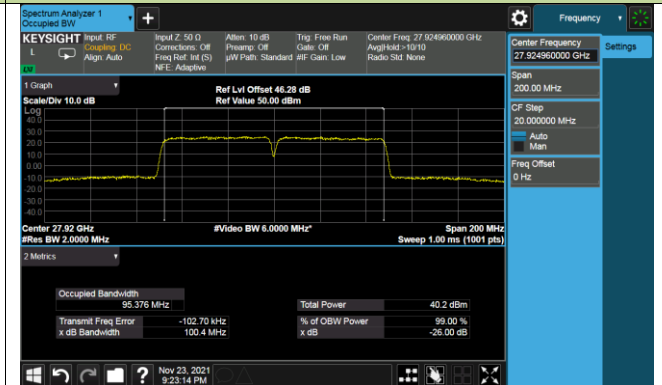 Spectrum Analyzer 1
Occupied BW
+
Frequency
KEYSIGHT
L
Input: RF
Coupling: DC
Align: Auto
Input Z: 50 Ω
Corrections: Off
Freq Ref: Int (S)
NFE: Adaptive
Atten: 10 dB
Preamp: Off
µW Path: Standard
Trig: Free Run
Gate: Off
#IF Gain: Low
Center Freq: 27.924960000 GHz
Avg|Hold:>10/10
Radio Std: None
Center Frequency
27.924960000 GHz
Settings
Span
200.00 MHz
CF Step
20.000000 MHz
Auto
Man
Freq Offset
0 Hz
1 Graph
Scale/Div 10.0 dB
Ref Lvl Offset 46.28 dB
Ref Value 50.00 dBm
Log
40.0
30.0
20.0
10.0
0.00
-10.0
-20.0
-30.0
-40.0
Center 27.92 GHz
#Res BW 2.0000 MHz
#Video BW 6.0000 MHz*
Span 200 MHz
Sweep 1.00 ms (1001 pts)
2 Metrics
Occupied Bandwidth
95.376 MHz
Total Power
40.2 dBm
Transmit Freq Error
-102.70 kHz
% of OBW Power
99.00 %
x dB Bandwidth
100.4 MHz
x dB
-26.00 dB
?
Nov 23, 2021
9:23:14 PM